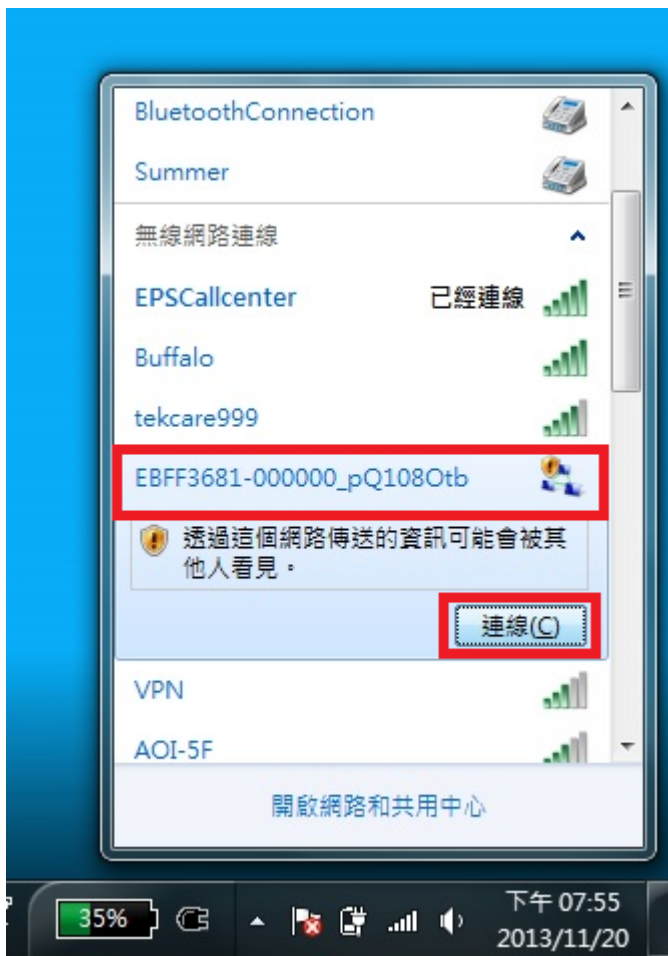 BluetoothConnection
Summer
無線網路連線
EPSCallcenter 已經連線
Buffalo
tekcare999
EBFF3681-000000_pQ108Otb
透過這個網路傳送的資訊可能會被其
他人看見。
連線(C)
VPN
AOI-5F
開啟網路和共用中心
35%
下午 07:55
2013/11/20